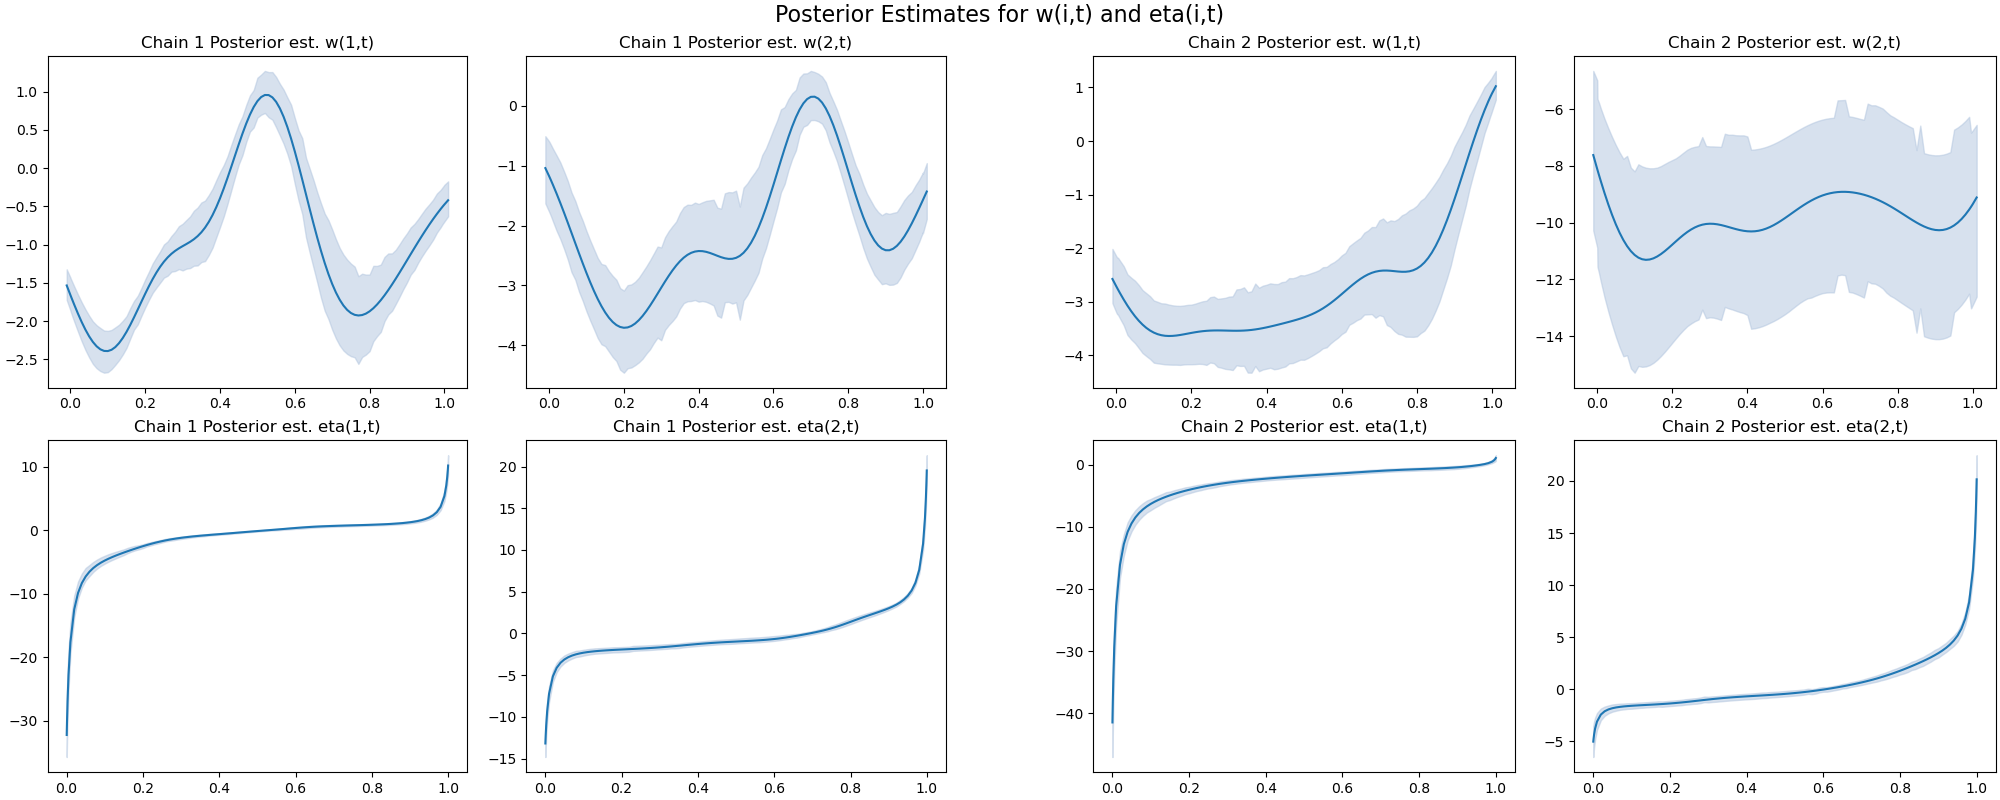 Posterior Estimates for w(i,t) and eta(i,t)
Chain 1 Posterior est. w(1,t)
1.0
0.5
0.0
−0.5
−1.0
−1.5
−2.0
−2.5
0.0 0.2 0.4 0.6 0.8 1.0
Chain 1 Posterior est. w(2,t)
0
−1
−2
−3
−4
0.0 0.2 0.4 0.6 0.8 1.0
Chain 2 Posterior est. w(1,t)
1
0
−1
−2
−3
−4
0.0 0.2 0.4 0.6 0.8 1.0
Chain 2 Posterior est. w(2,t)
−6
−8
−10
−12
−14
0.0 0.2 0.4 0.6 0.8 1.0
Chain 1 Posterior est. eta(1,t)
10
0
−10
−20
−30
0.0 0.2 0.4 0.6 0.8 1.0
Chain 1 Posterior est. eta(2,t)
20
15
10
5
0
−5
−10
−15
0.0 0.2 0.4 0.6 0.8 1.0
Chain 2 Posterior est. eta(1,t)
0
−10
−20
−30
−40
0.0 0.2 0.4 0.6 0.8 1.0
Chain 2 Posterior est. eta(2,t)
20
15
10
5
0
−5
0.0 0.2 0.4 0.6 0.8 1.0